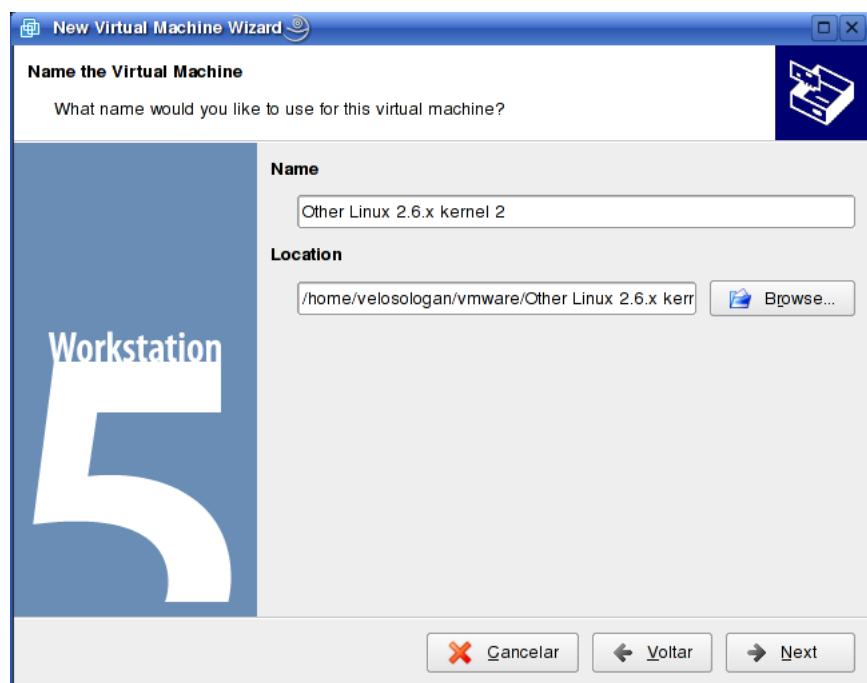 New Virtual Machine Wizard
Name the Virtual Machine
What name would you like to use for this virtual machine?
Name
Other Linux 2.6.x kernel 2
Location
/home/velosologan/vmware/Other Linux 2.6.x kerr
Browse...
Workstation
5
Cancelar
Voltar
Next